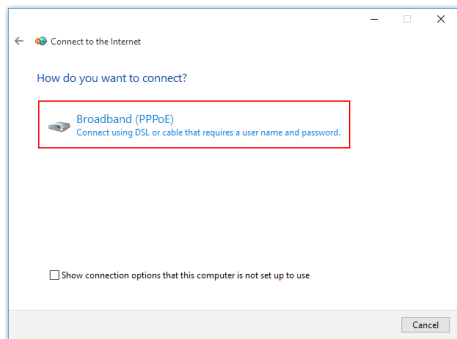 Connect to the Internet
How do you want to connect?
Broadband (PPPoE)
Connect using DSL or cable that requires a user name and password.
Show connection options that this computer is not set up to use
Cancel